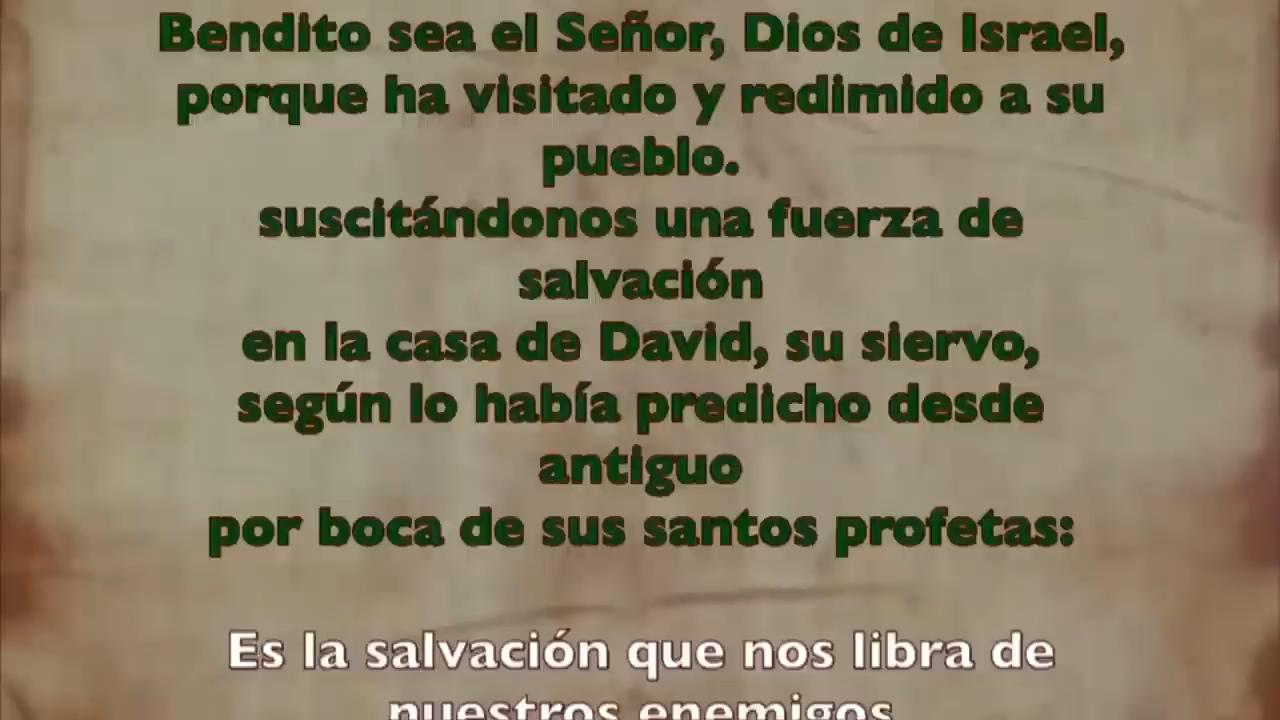 Bendito sea el Señor, Dios de Israel,
porque ha visitado y redimido a su
pueblo.
suscitándonos una fuerza de
salvación
en la casa de David, su siervo,
según lo había predicho desde
antiguo
por boca de sus santos profetas:
Es la salvación que nos libra de
nuestros enemigos